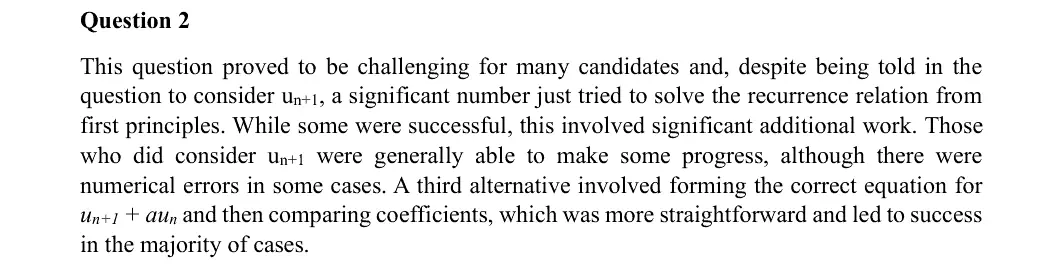 Question 2
This question proved to be challenging for many candidates and, despite being told in the
question to consider uₙ₊₁, a significant number just tried to solve the recurrence relation from
first principles. While some were successful, this involved significant additional work. Those
who did consider uₙ₊₁ were generally able to make some progress, although there were
numerical errors in some cases. A third alternative involved forming the correct equation for
uₙ₊₁ + auₙ and then comparing coefficients, which was more straightforward and led to success
in the majority of cases.